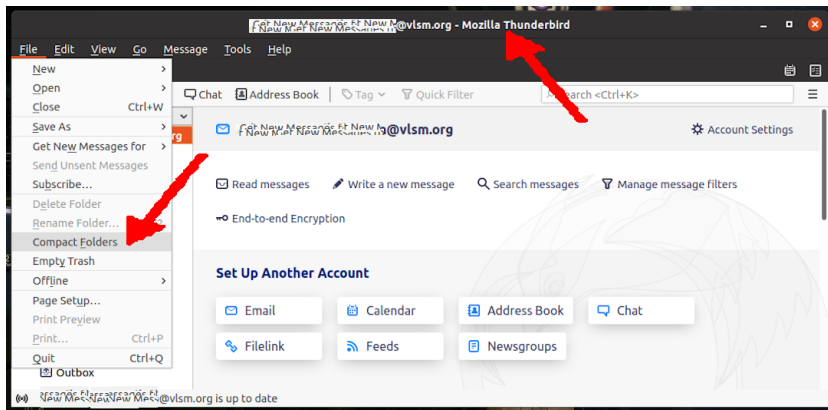 @vlsm.org - Mozilla Thunderbird
File Edit View Go Message Tools Help
New
Open
Close Ctrl+W
Save As
Get New Messages for
Send Unsent Messages
Subscribe...
Delete Folder
Rename Folder...
Compact Folders
Empty Trash
Offline
Page Setup...
Print Preview
Print... Ctrl+P
Quit Ctrl+Q
Outbox
Chat Address Book Tag Quick Filter <Ctrl+K>
@vlsm.org Account Settings
Read messages Write a new message Search messages Manage message filters
End-to-end Encryption
Set Up Another Account
Email Calendar Address Book Chat
Filelink Feeds Newsgroups
@vlsm.org is up to date